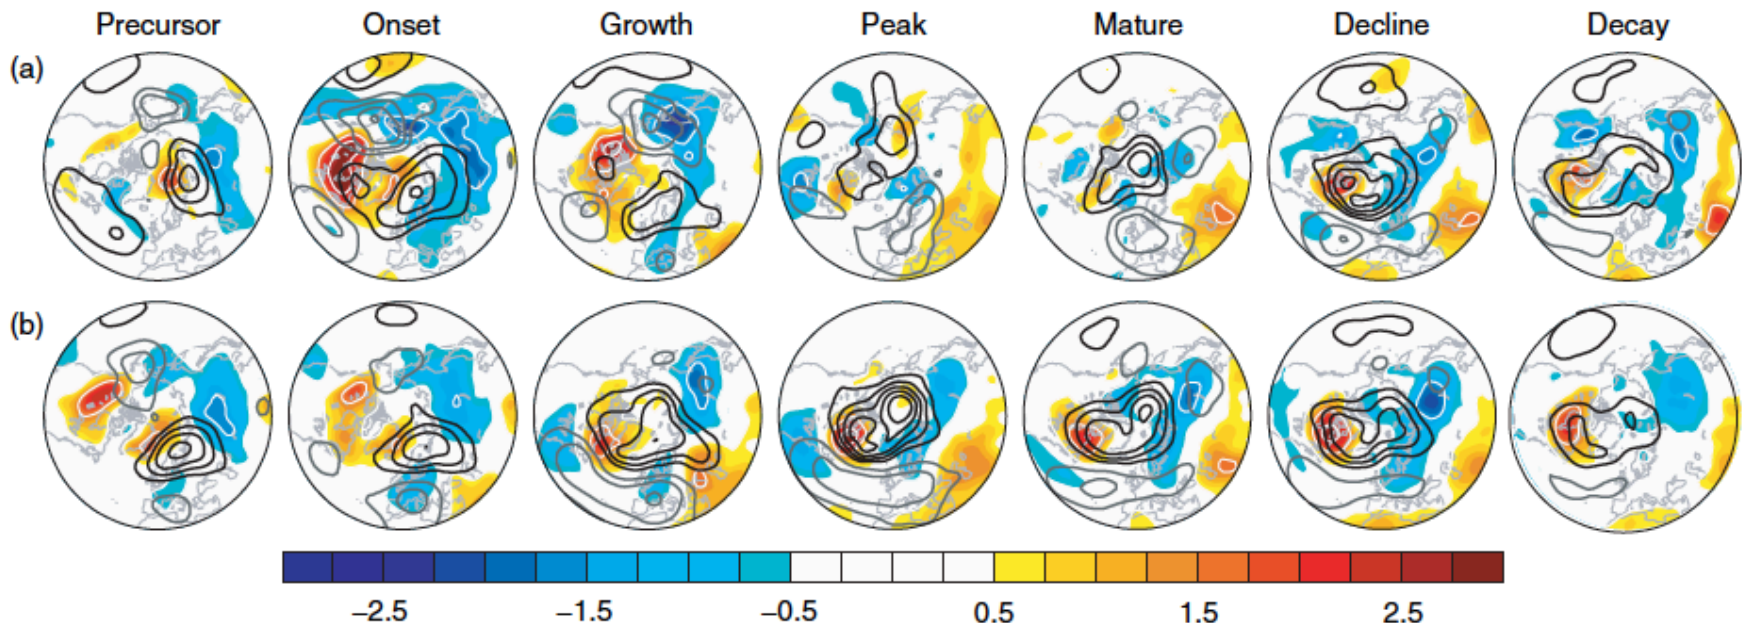 Precursor Onset Growth Peak Mature Decline Decay
(a)
(b)
−2.5 −1.5 −0.5 0.5 1.5 2.5